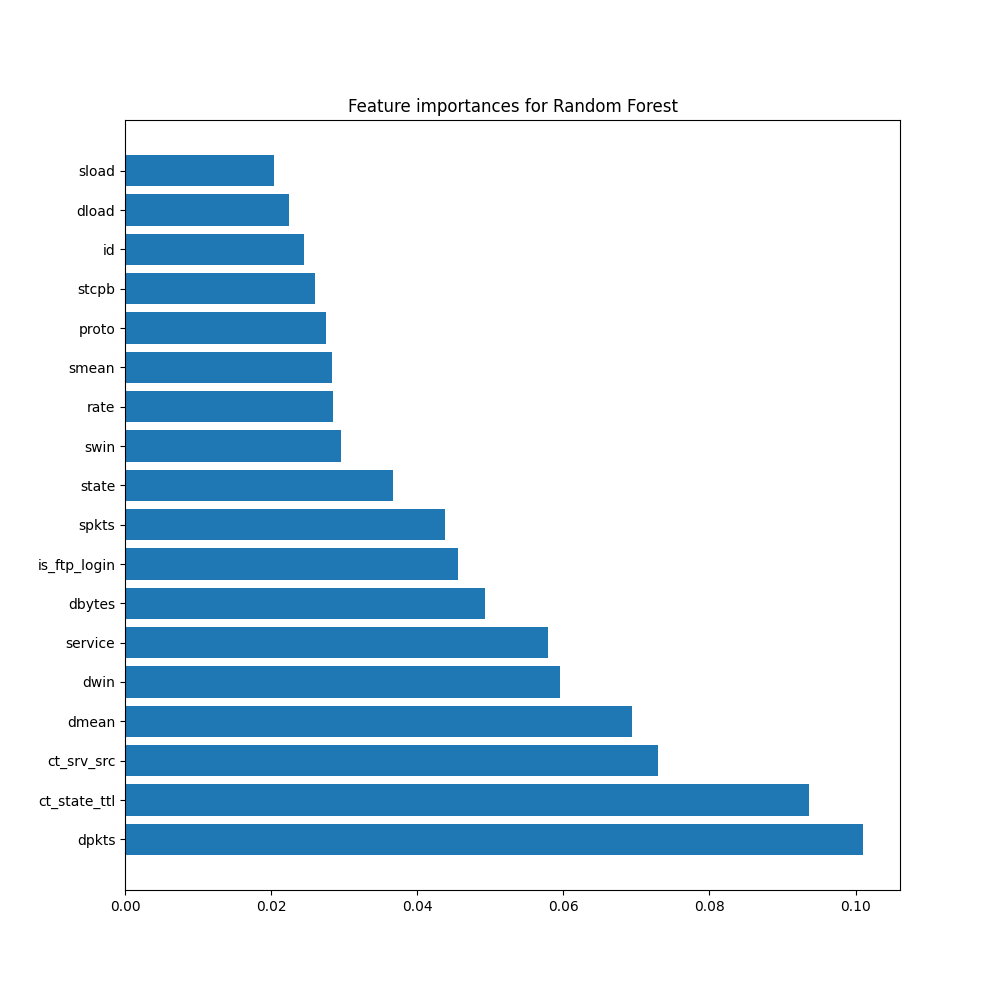 Feature importances for Random Forest
sload
dload
id
stcpb
proto
smean
rate
swin
state
spkts
is_ftp_login
dbytes
service
dwin
dmean
ct_srv_src
ct_state_ttl
dpkts
0.00 0.02 0.04 0.06 0.08 0.10